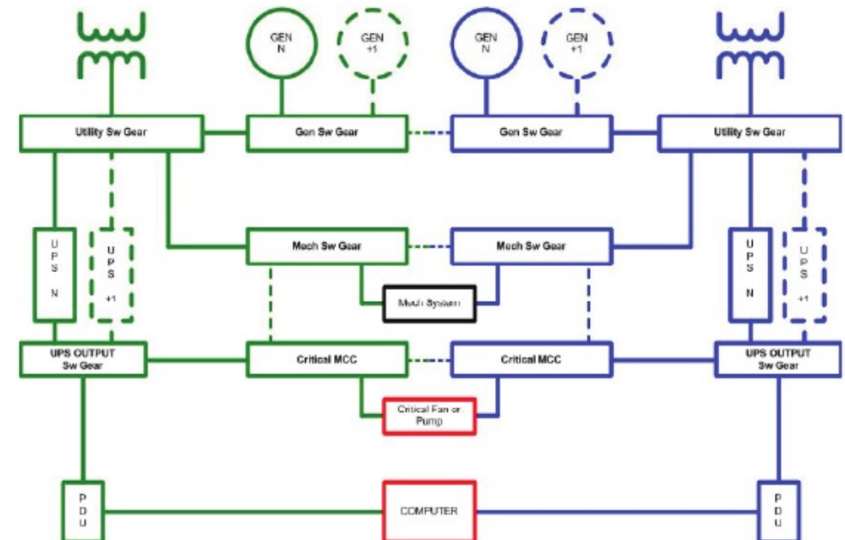 GEN
N
GEN
+1
GEN
N
GEN
+1
Utility Sw Gear
Gen Sw Gear
Gen Sw Gear
Utility Sw Gear
U
P
S
N
U
P
S
+1
Mech Sw Gear
Mech Sw Gear
U
P
S
N
U
P
S
+1
Mech System
UPS OUTPUT
Sw Gear
Critical MCC
Critical MCC
UPS OUTPUT
Sw Gear
Critical Fan or
Pump
P
D
U
COMPUTER
P
D
U